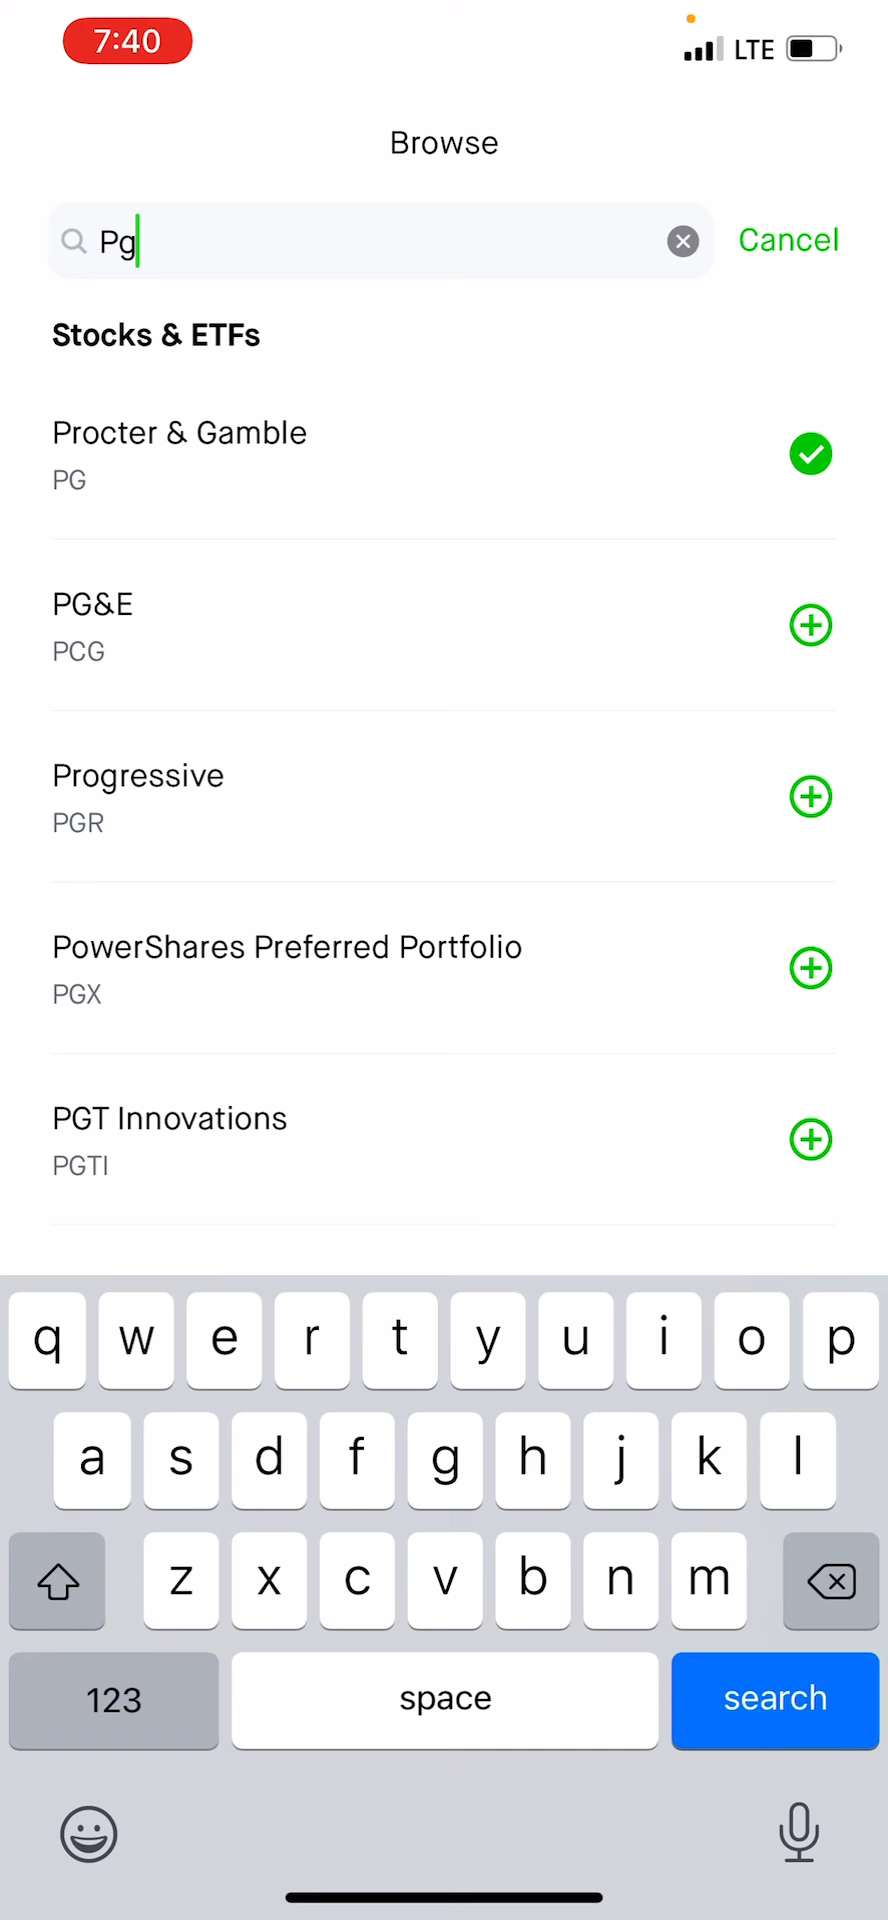 7:40
LTE
Browse
Pg
Cancel
Stocks & ETFs
Procter & Gamble
PG
PG&E
PCG
Progressive
PGR
PowerShares Preferred Portfolio
PGX
PGT Innovations
PGTI
q w e r t y u i o p
a s d f g h j k l
z x c v b n m
123 space search